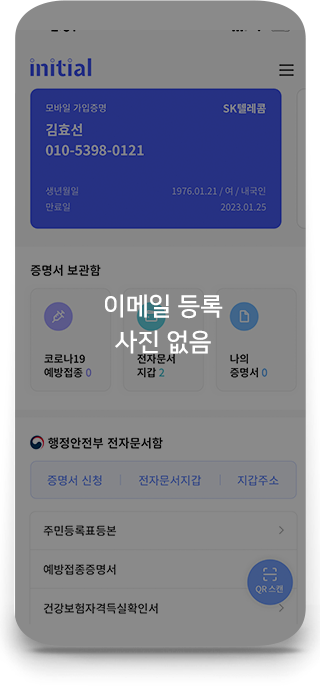 initial
모바일 가입증명 SK텔레콤
김효선
010-5398-0121
생년월일 1976.01.21 / 여 / 내국인
만료일 2023.01.25
증명서 보관함
이메일 등록
사진 없음
코로나19 전자문서 나의
예방접종 0 지갑 2 증명서 0
행정안전부 전자문서함
증명서 신청 전자문서지갑 지갑주소
주민등록표등본
예방접종증명서
QR 스캔
건강보험자격득실확인서